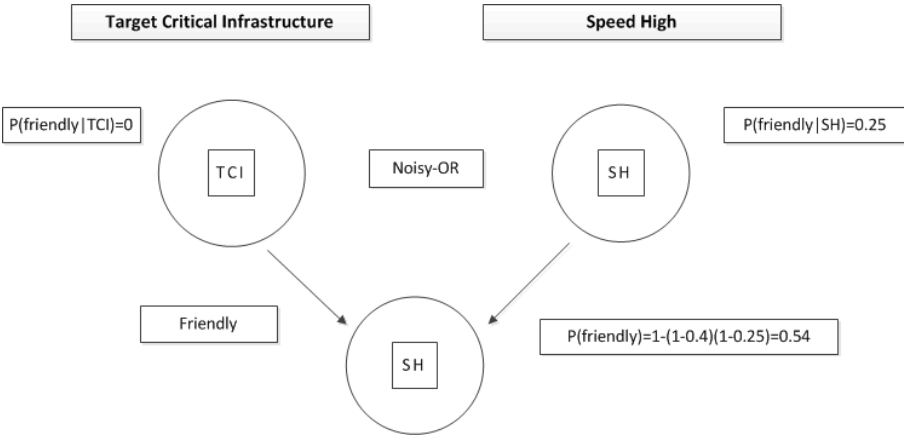 Target Critical Infrastructure
Speed High
P(friendly|TCI)=0
P(friendly|SH)=0.25
TCI
Noisy-OR
SH
Friendly
P(friendly)=1-(1-0.4)(1-0.25)=0.54
SH